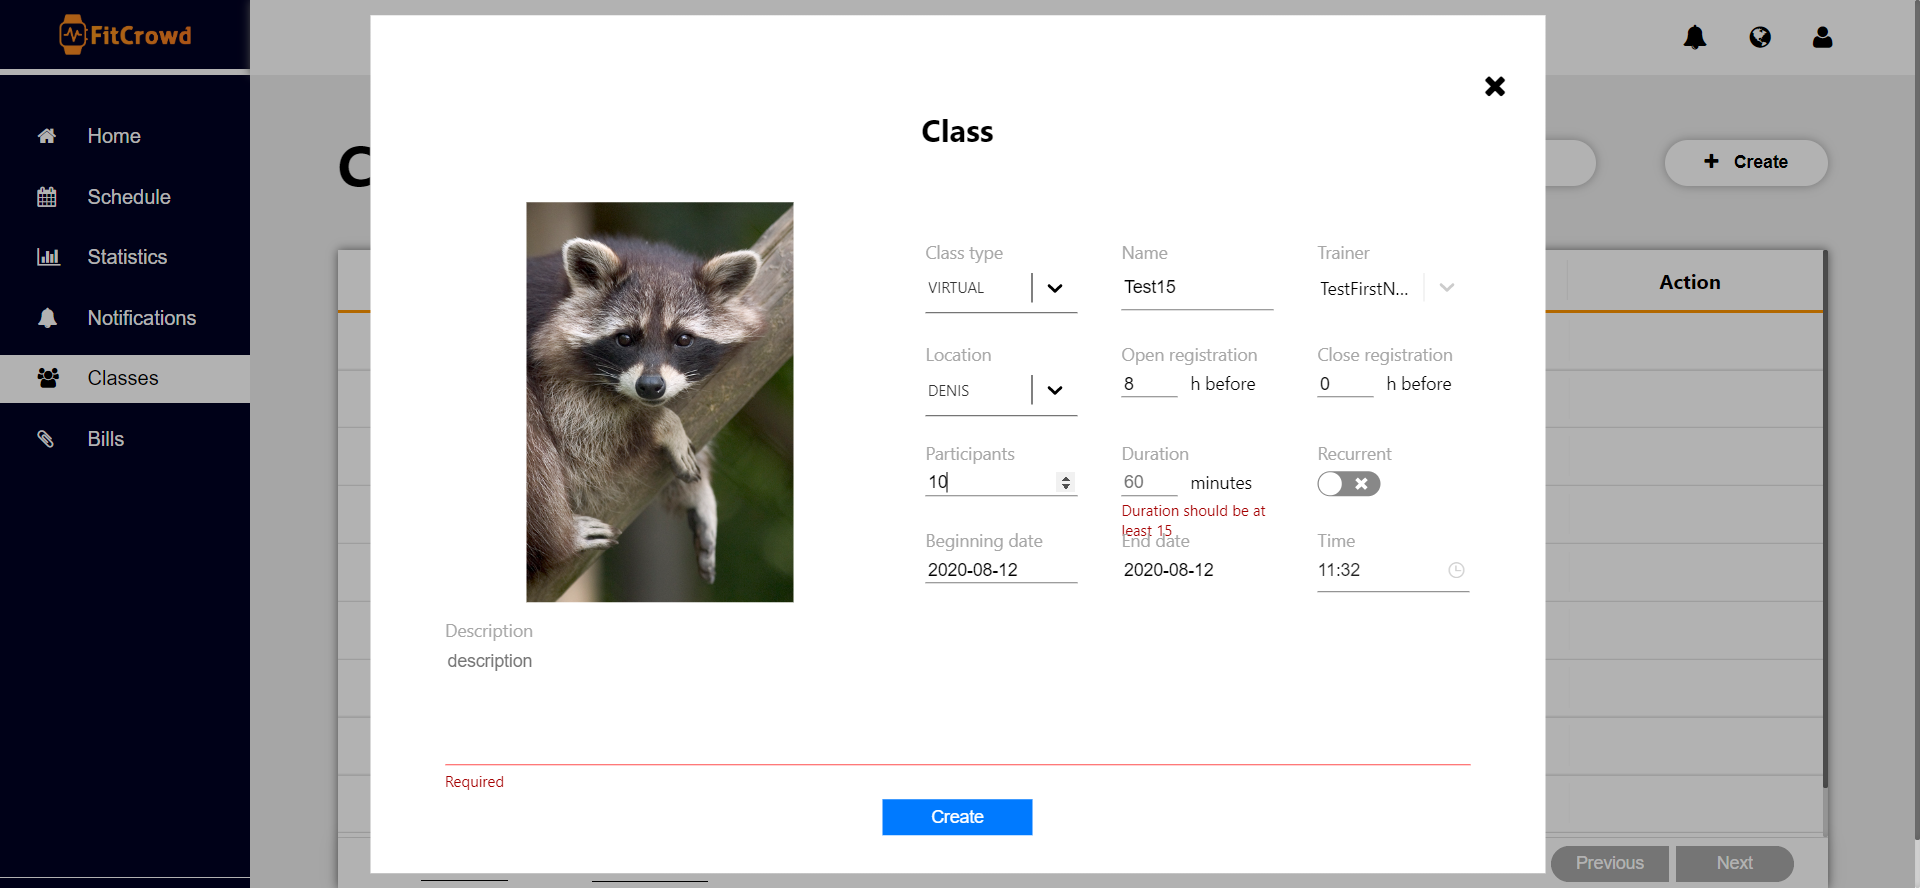 FitCrowd
Home
Schedule
Statistics
Notifications
Classes
Bills
C
Create
Action
Previous
Next
Class
Class type
VIRTUAL
Name
Test15
Trainer
TestFirstN...
Location
DENIS
Open registration
8 h before
Close registration
0 h before
Participants
10
Duration
60 minutes
Duration should be at
least 15
Recurrent
Beginning date
2020-08-12
End date
2020-08-12
Time
11:32
Description
description
Required
Create